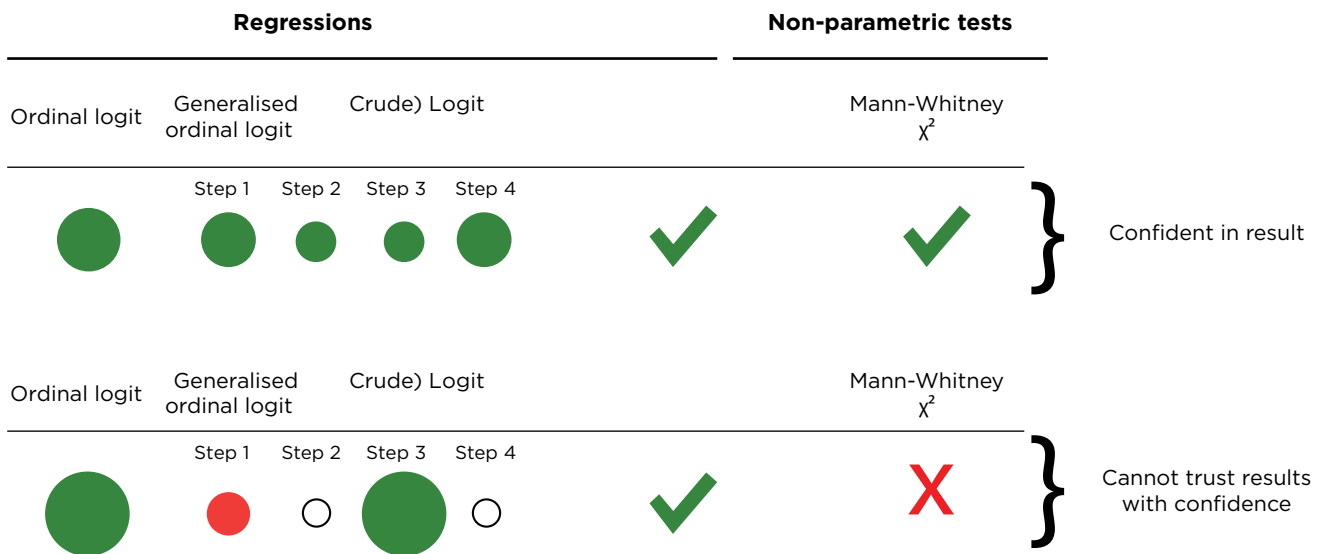 Regressions
Non-parametric tests
Ordinal logit
Generalised
ordinal logit
Crude) Logit
Mann-Whitney
χ²
Step 1
Step 2
Step 3
Step 4
Confident in result
Ordinal logit
Generalised
ordinal logit
Crude) Logit
Mann-Whitney
χ²
Step 1
Step 2
Step 3
Step 4
X
Cannot trust results
with confidence